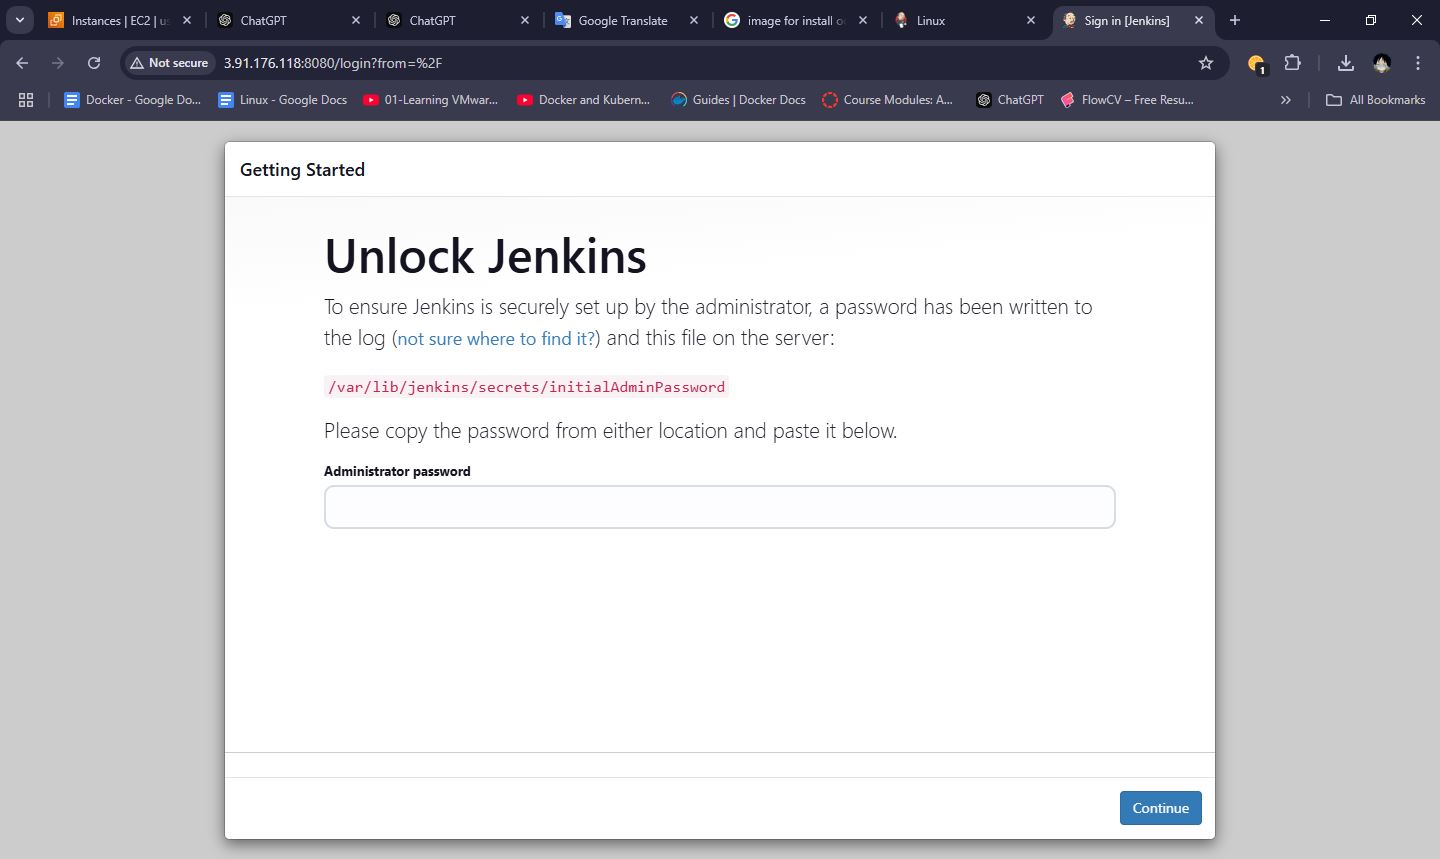 Instances | EC2 | us
ChatGPT
ChatGPT
Google Translate
image for install
Linux
Sign in [Jenkins]
Not secure
3.91.176.118:8080/login?from=%2F
1
Docker - Google Do...
Linux - Google Docs
01-Learning VMwar...
Docker and Kubern...
Guides | Docker Docs
Course Modules: A...
ChatGPT
FlowCV – Free Resu...
All Bookmarks
Getting Started
Unlock Jenkins
To ensure Jenkins is securely set up by the administrator, a password has been written to
the log (not sure where to find it?) and this file on the server:
/var/lib/jenkins/secrets/initialAdminPassword
Please copy the password from either location and paste it below.
Administrator password
Continue